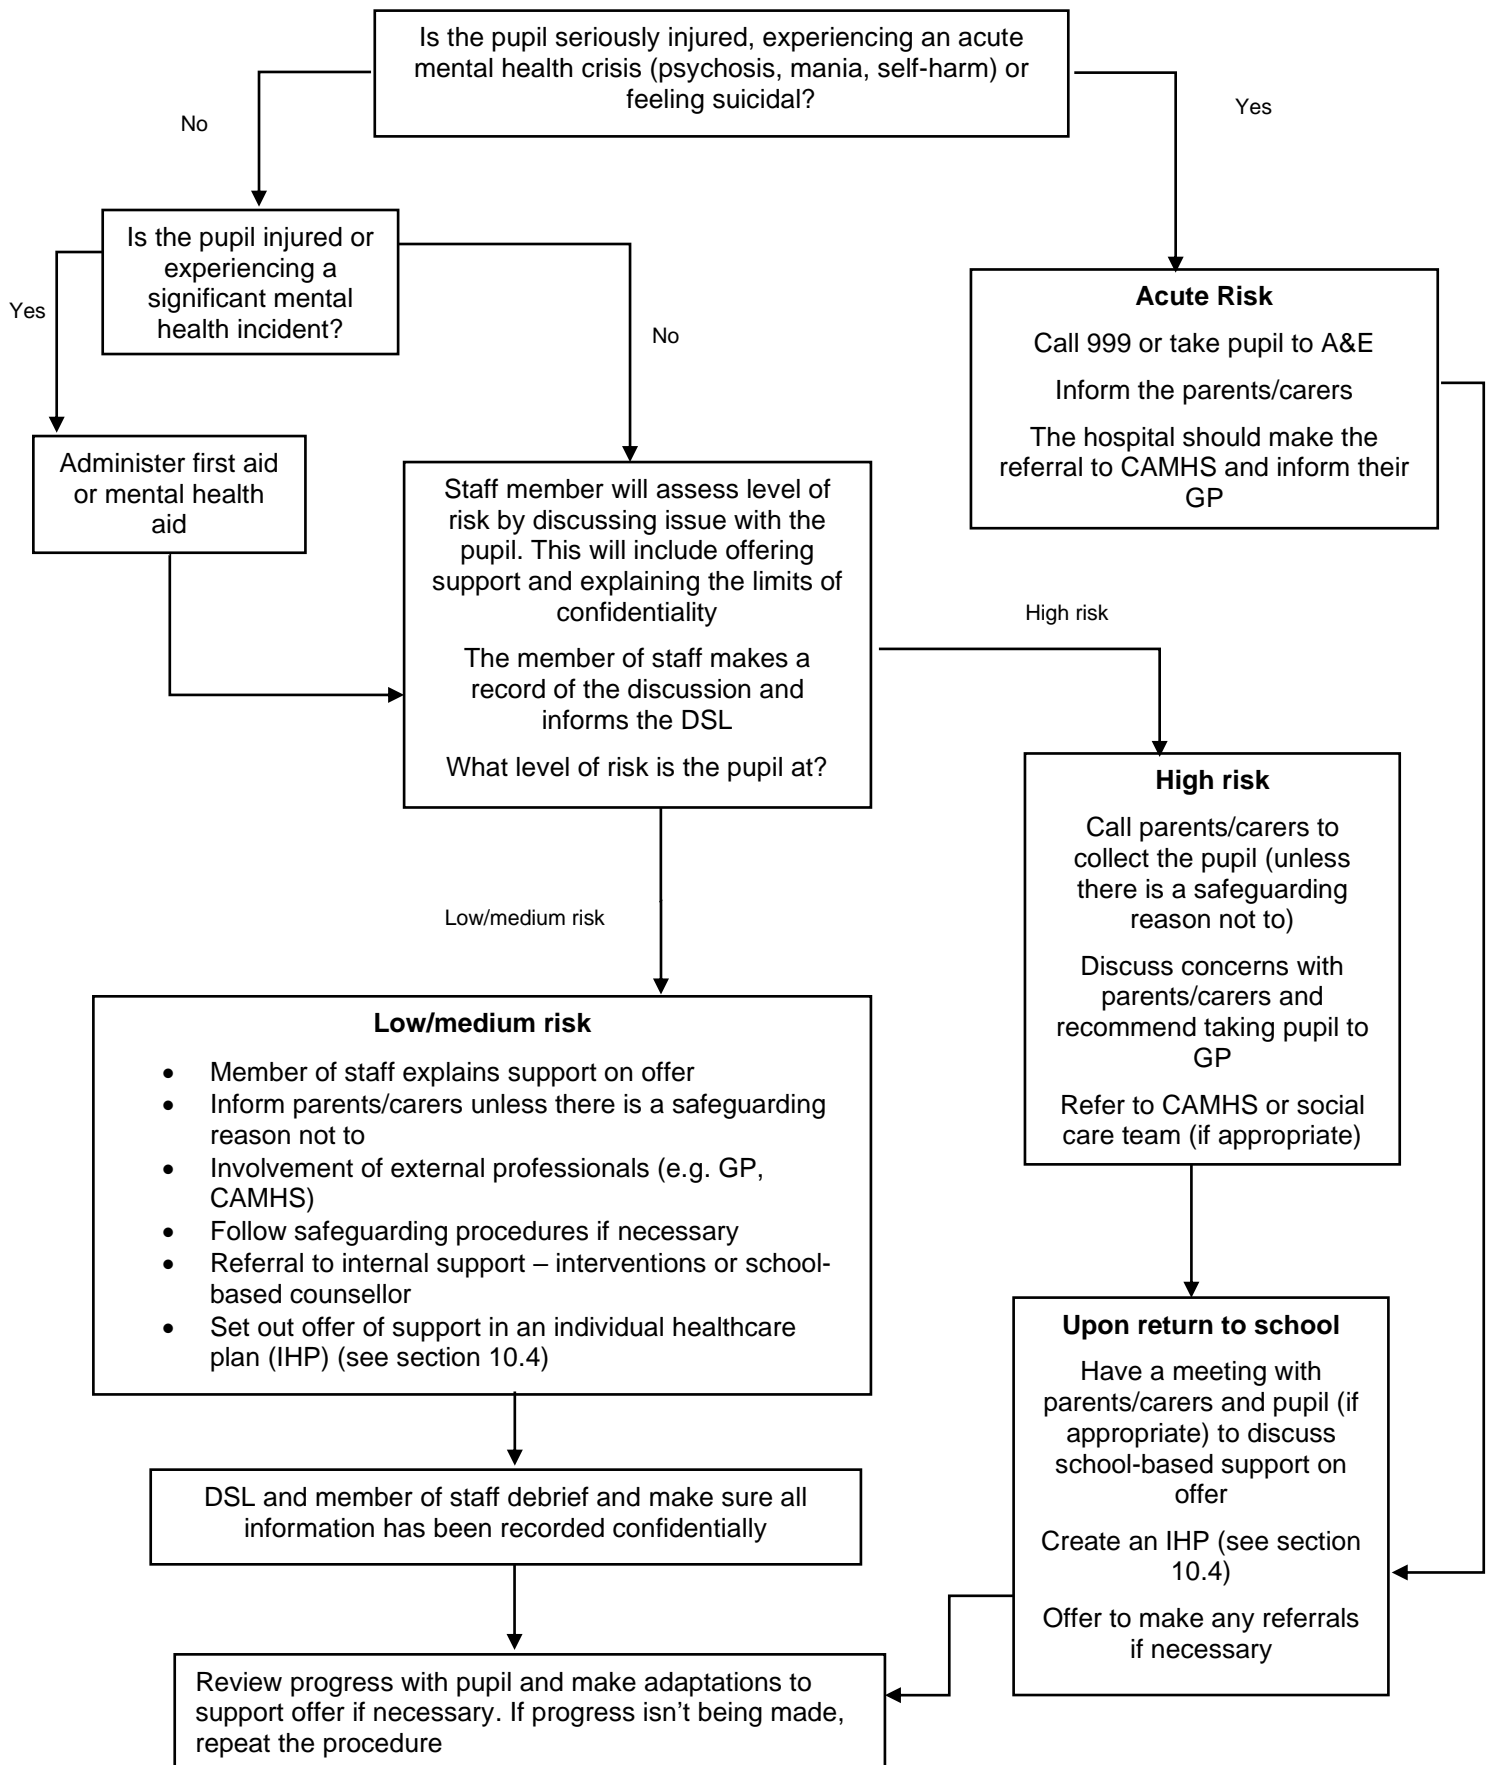 Is the pupil seriously injured, experiencing an acute
mental health crisis (psychosis, mania, self-harm) or
feeling suicidal?
No
Yes
Is the pupil injured or
experiencing a
significant mental
health incident?
Yes
No
Acute Risk
Call 999 or take pupil to A&E
Inform the parents/carers
The hospital should make the
referral to CAMHS and inform their
GP
Administer first aid
or mental health
aid
Staff member will assess level of
risk by discussing issue with the
pupil. This will include offering
support and explaining the limits of
confidentiality
The member of staff makes a
record of the discussion and
informs the DSL
What level of risk is the pupil at?
High risk
High risk
Call parents/carers to
collect the pupil (unless
there is a safeguarding
reason not to)
Discuss concerns with
parents/carers and
recommend taking pupil to
GP
Refer to CAMHS or social
care team (if appropriate)
Low/medium risk
Low/medium risk
• Member of staff explains support on offer
• Inform parents/carers unless there is a safeguarding
reason not to
• Involvement of external professionals (e.g. GP,
CAMHS)
• Follow safeguarding procedures if necessary
• Referral to internal support – interventions or school-
based counsellor
• Set out offer of support in an individual healthcare
plan (IHP) (see section 10.4)
Upon return to school
Have a meeting with
parents/carers and pupil (if
appropriate) to discuss
school-based support on
offer
Create an IHP (see section
10.4)
Offer to make any referrals
if necessary
DSL and member of staff debrief and make sure all
information has been recorded confidentially
Review progress with pupil and make adaptations to
support offer if necessary. If progress isn’t being made,
repeat the procedure